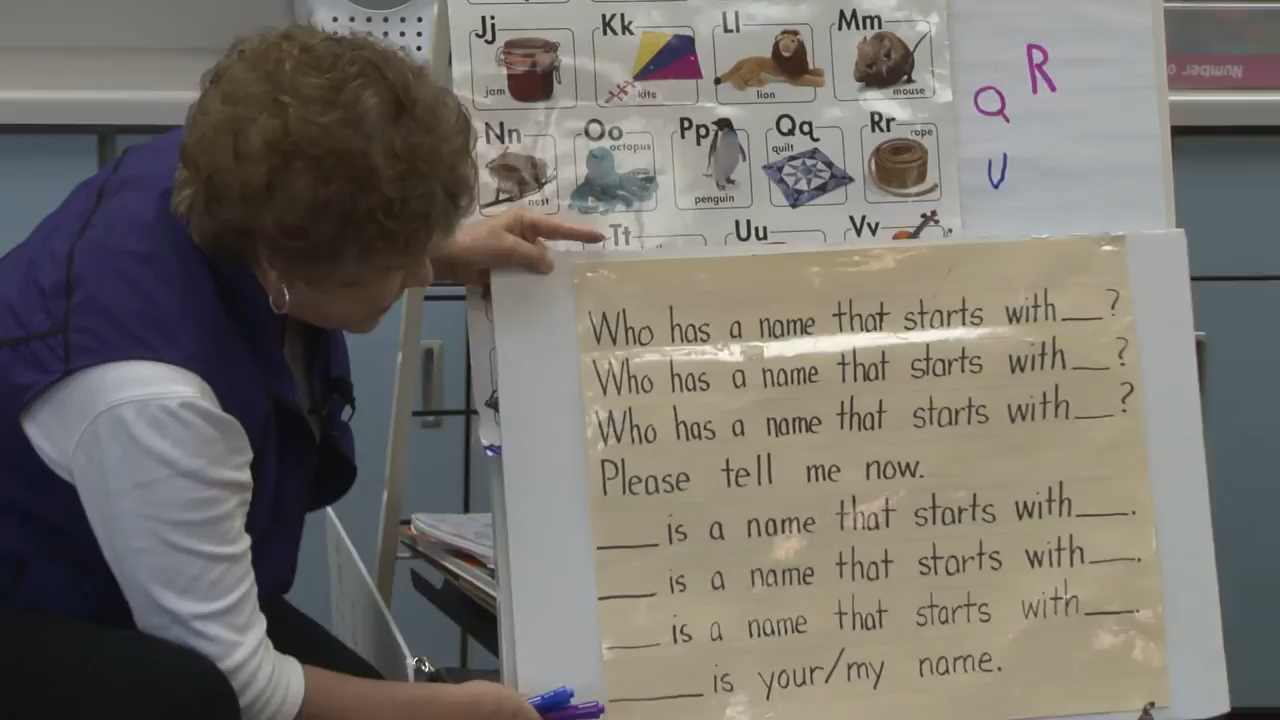 Jj Kk Ll Mm
jam kite lion mouse
Nn Oo Pp Qq Rr
nest octopus penguin quilt rope
Tt Uu Vv
R
Q
U
Number
Who has a name that starts with___?
Who has a name that starts with___?
Who has a name that starts with___?
Please tell me now.
___ is a name that starts with___.
___ is a name that starts with___.
___ is a name that starts with___.
___ is your/my name.